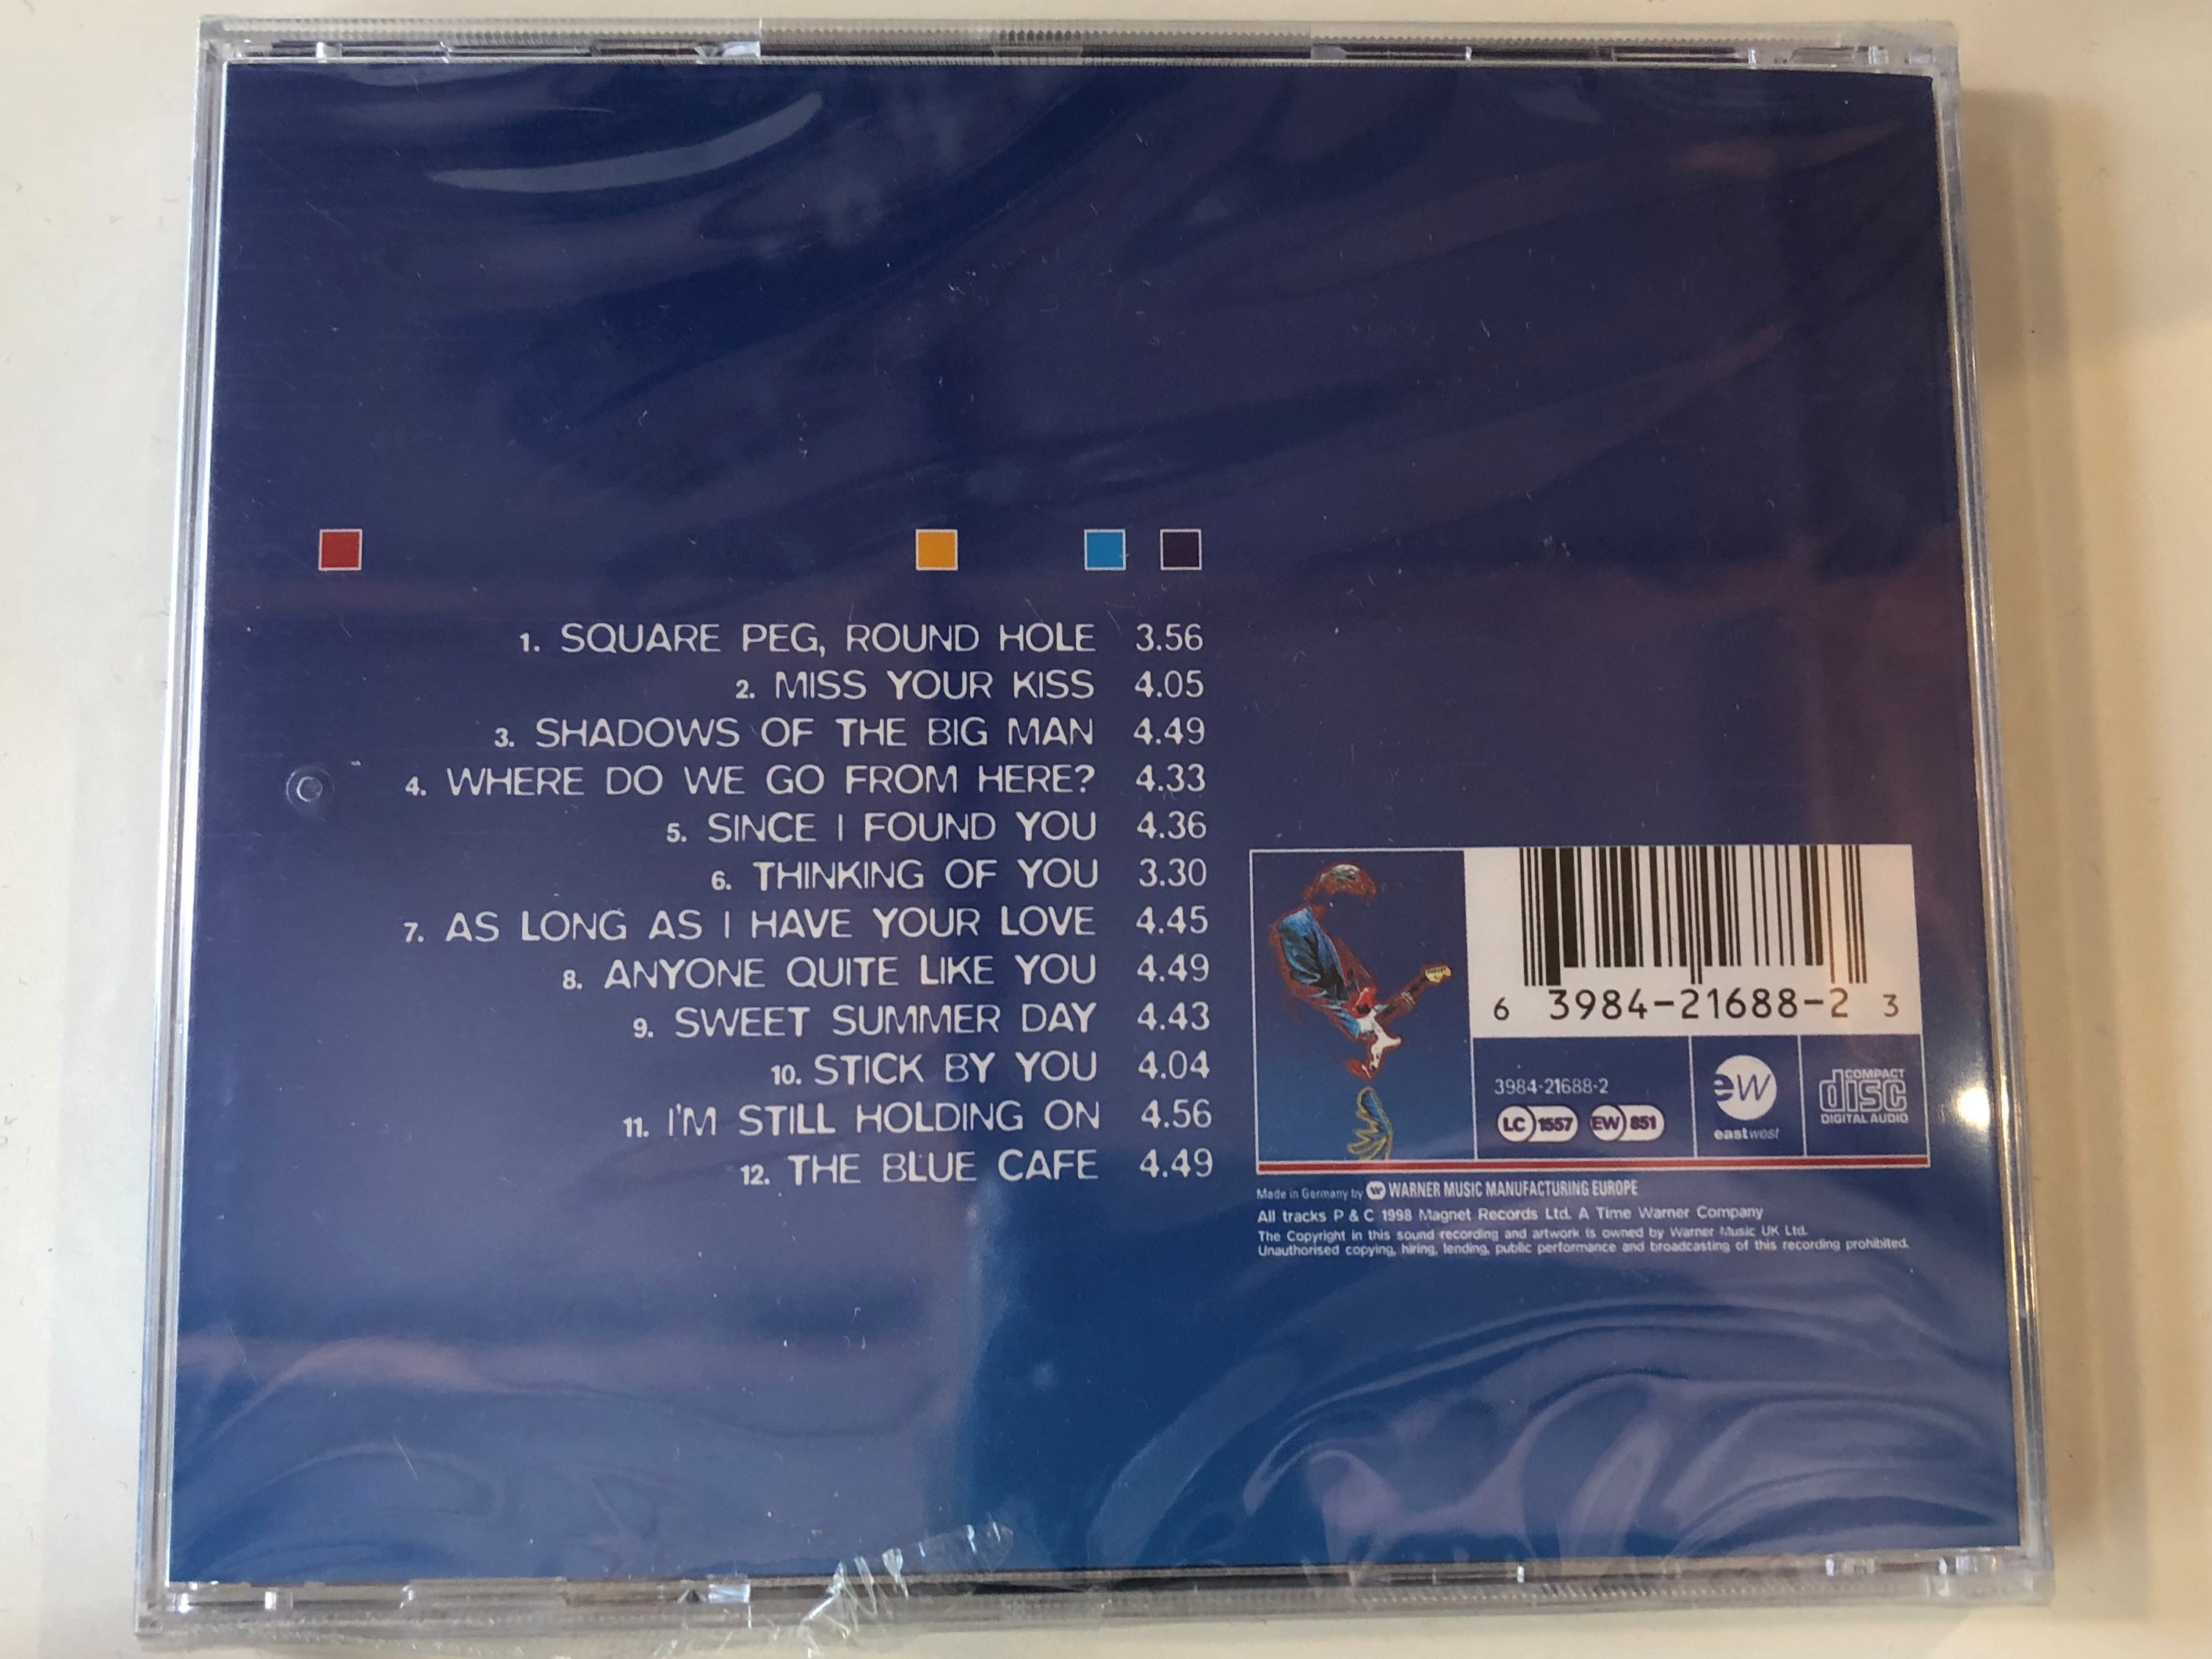 1. SQUARE PEG, ROUND HOLE 3.56
2. MISS YOUR KISS 4.05
3. SHADOWS OF THE BIG MAN 4.49
4. WHERE DO WE GO FROM HERE? 4.33
5. SINCE I FOUND YOU 4.36
6. THINKING OF YOU 3.30
7. AS LONG AS I HAVE YOUR LOVE 4.45
8. ANYONE QUITE LIKE YOU 4.49
9. SWEET SUMMER DAY 4.43
10. STICK BY YOU 4.04
11. I'M STILL HOLDING ON 4.56
12. THE BLUE CAFE 4.49
6 3984-21688-2 3
3984-21688-2
LC 1557 EW 851
ew
eastwest
COMPACT
disc
DIGITAL AUDIO
Made in Germany by WARNER MUSIC MANUFACTURING EUROPE
All tracks P & C 1998 Magnet Records Ltd. A Time Warner Company
The Copyright in this sound recording and artwork is owned by Warner Music UK Ltd.
Unauthorised copying, hiring, lending, public performance and broadcasting of this recording prohibited.